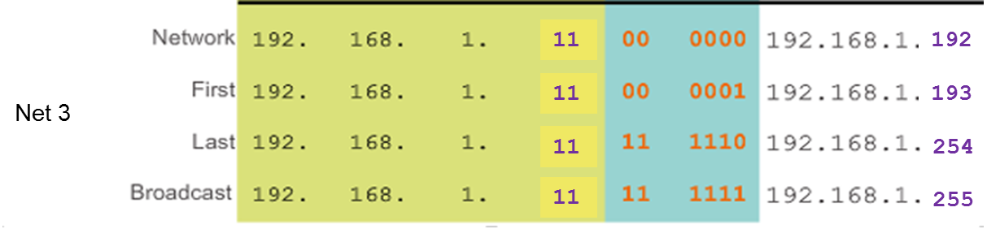 Network 192. 168. 1. 11 00 0000 192.168.1. 192
First 192. 168. 1. 11 00 0001 192.168.1. 193
Net 3
Last 192. 168. 1. 11 11 1110 192.168.1. 254
Broadcast 192. 168. 1. 11 11 1111 192.168.1. 255